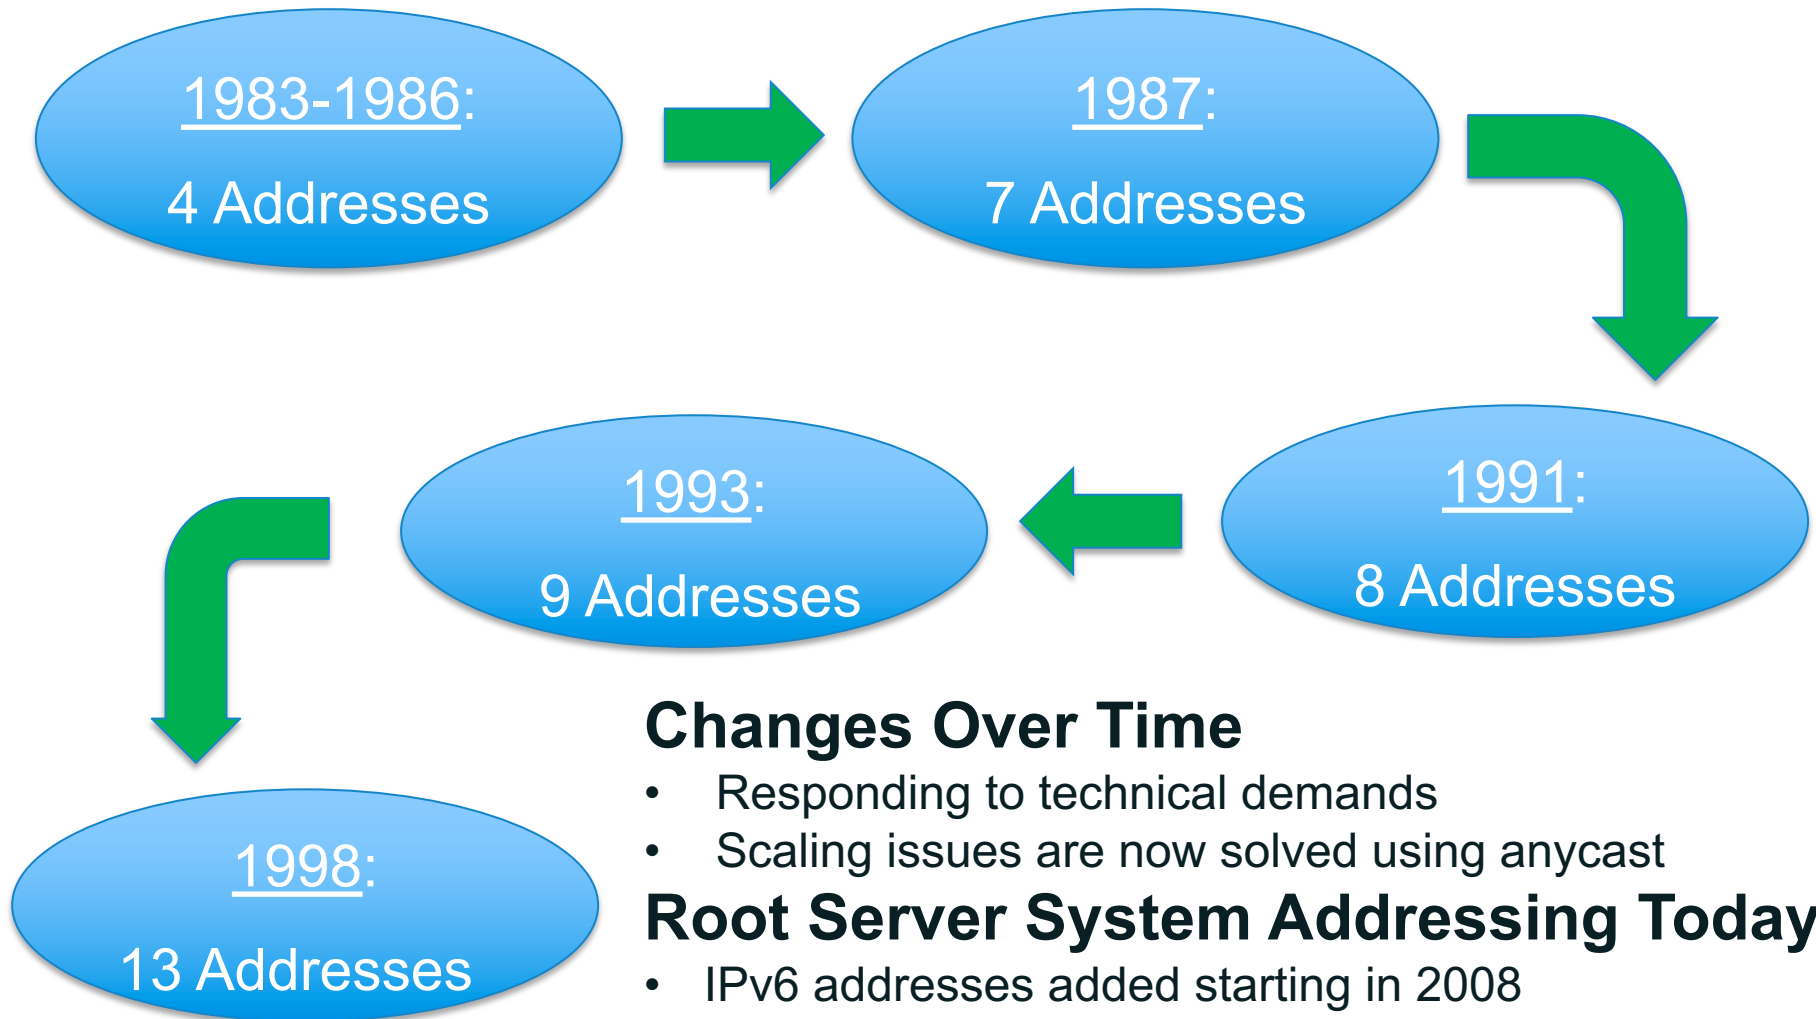 1983-1986:
4 Addresses
1987:
7 Addresses
1991:
8 Addresses
1993:
9 Addresses
1998:
13 Addresses
Changes Over Time
• Responding to technical demands
• Scaling issues are now solved using anycast
Root Server System Addressing Today
• IPv6 addresses added starting in 2008